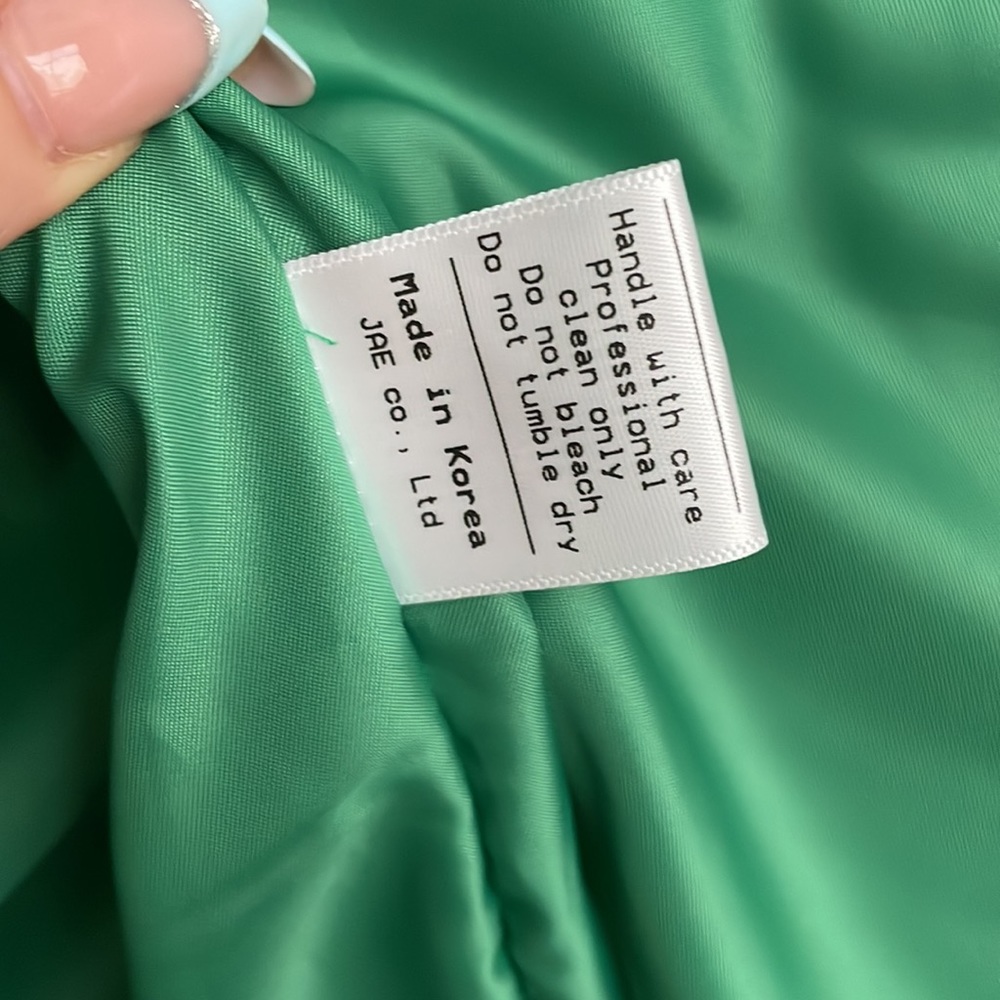 Handle with care
Professional
clean only
Do not bleach
Do not tumble dry
Made in Korea
JAE co., Ltd